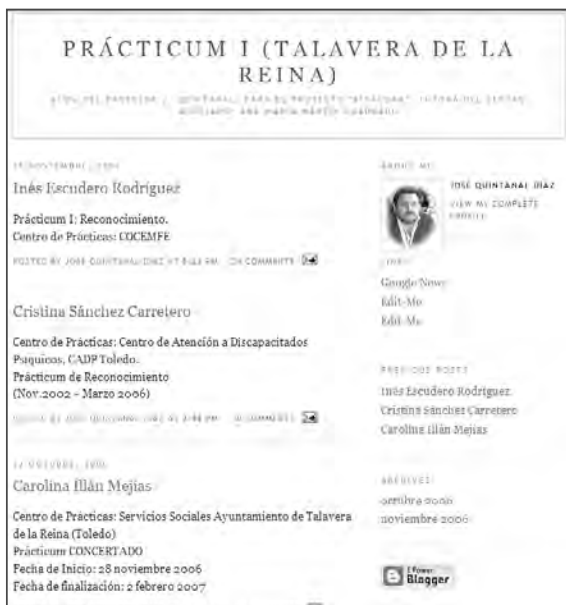 PRÁCTICUM I (TALAVERA DE LA
REINA)
Inés Escudero Rodríguez
Prácticum I: Reconocimiento.
Centro de Prácticas: COCEMFE
POSTED BY
COMMENTS
Cristina Sánchez Carretero
Centro de Prácticas: Centro de Atención a Discapacitados
Psíquicos, CADP Toledo.
Prácticum de Reconocimiento
(Nov.2002 - Marzo 2006)
COMMENTS
Carolina Illán Mejías
Centro de Prácticas: Servicios Sociales Ayuntamiento de Talavera
de la Reina (Toledo)
Prácticum CONCERTADO
Fecha de Inicio: 28 noviembre 2006
Fecha de finalización: 2 febrero 2007
ABOUT ME
JOSÉ QUINTANAL DÍAZ
VIEW MY COMPLETE
PROFILE
Google News
Edit-Me
Edit-Me
PREVIOUS POSTS
Inés Escudero Rodríguez
Cristina Sánchez Carretero
Carolina Illán Mejías
ARCHIVES
octubre 2006
noviembre 2006
I Power
Blogger